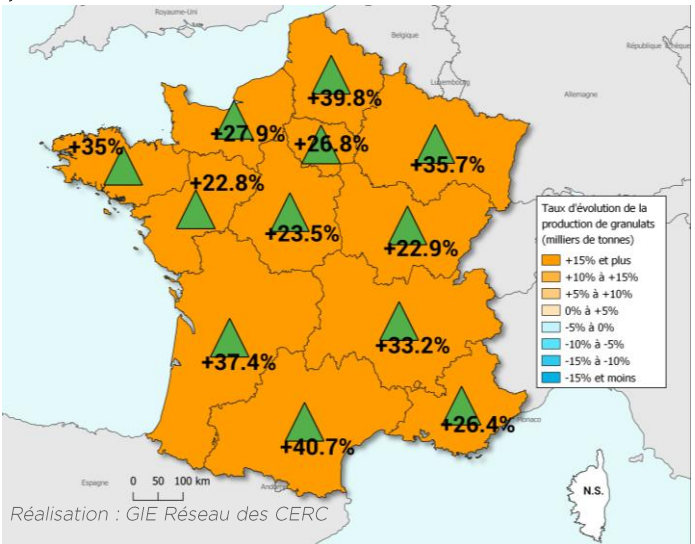 Royaume-Uni
Belgique
République Tchèque
Luxembourg
Allemagne
+39.8%
+27.9%
+26.8%
+35%
+35.7%
+22.8%
+23.5%
+22.9%
Taux d'évolution de la
production de granulats
(milliers de tonnes)
+15% et plus
+10% à +15%
+5% à +10%
0% à +5%
-5% à 0%
-10% à -5%
-15% à -10%
-15% et moins
+33.2%
+37.4%
+26.4%
Monaco
+40.7%
Espagne
0 50 100 km
N.S.
Réalisation : GIE Réseau des CERC